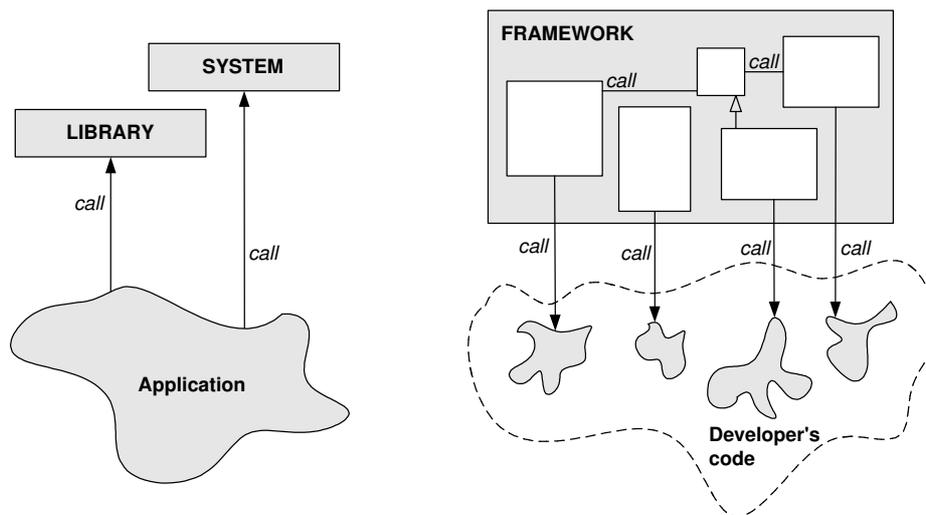 SYSTEM
LIBRARY
call
call
Application
FRAMEWORK
call
call
call
call
call
call
Developer's
code